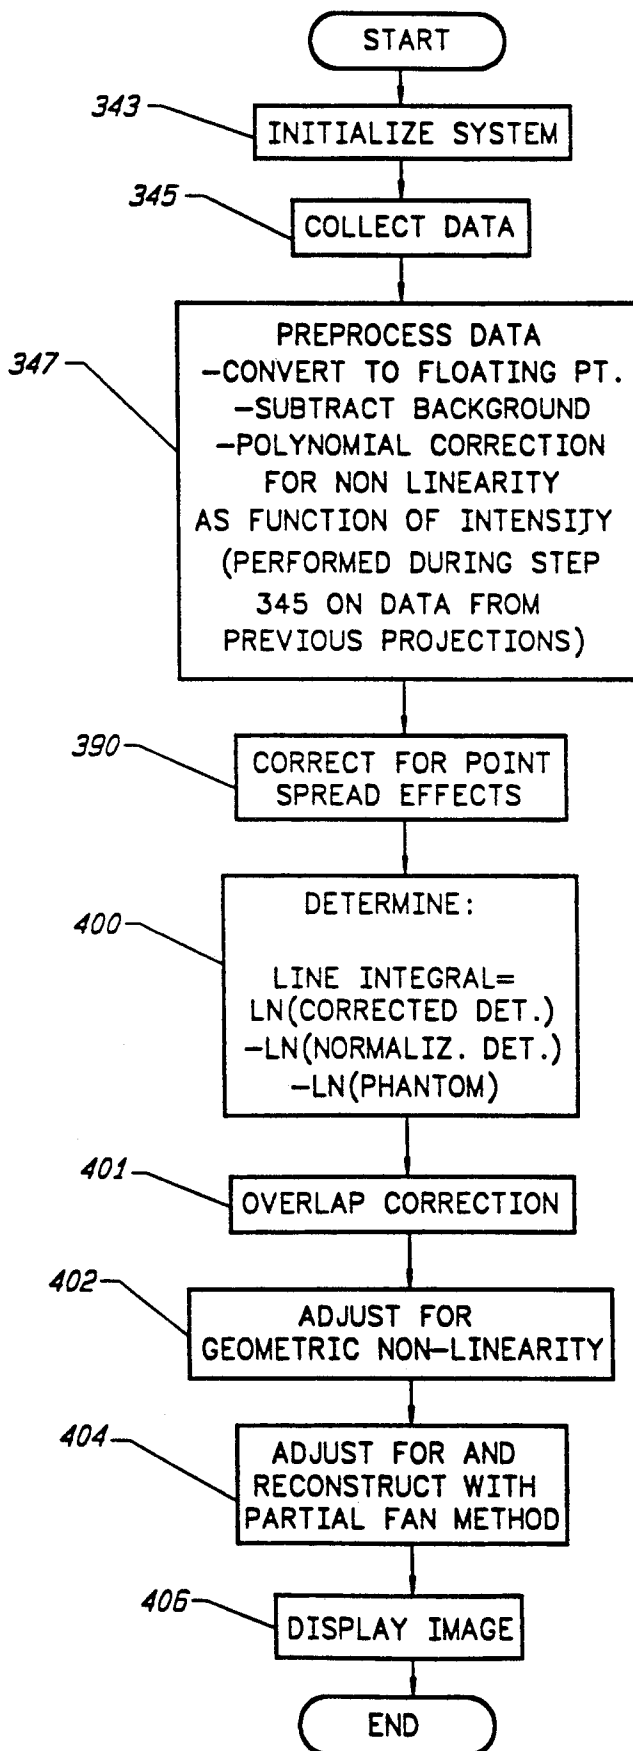 START
343
INITIALIZE SYSTEM
345
COLLECT DATA
347
PREPROCESS DATA
-CONVERT TO FLOATING PT.
-SUBTRACT BACKGROUND
-POLYNOMIAL CORRECTION
FOR NON LINEARITY
AS FUNCTION OF INTENSITY
(PERFORMED DURING STEP
345 ON DATA FROM
PREVIOUS PROJECTIONS)
390
CORRECT FOR POINT
SPREAD EFFECTS
400
DETERMINE:
LINE INTEGRAL=
LN(CORRECTED DET.)
-LN(NORMALIZ. DET.)
-LN(PHANTOM)
401
OVERLAP CORRECTION
402
ADJUST FOR
GEOMETRIC NON-LINEARITY
404
ADJUST FOR AND
RECONSTRUCT WITH
PARTIAL FAN METHOD
406
DISPLAY IMAGE
END